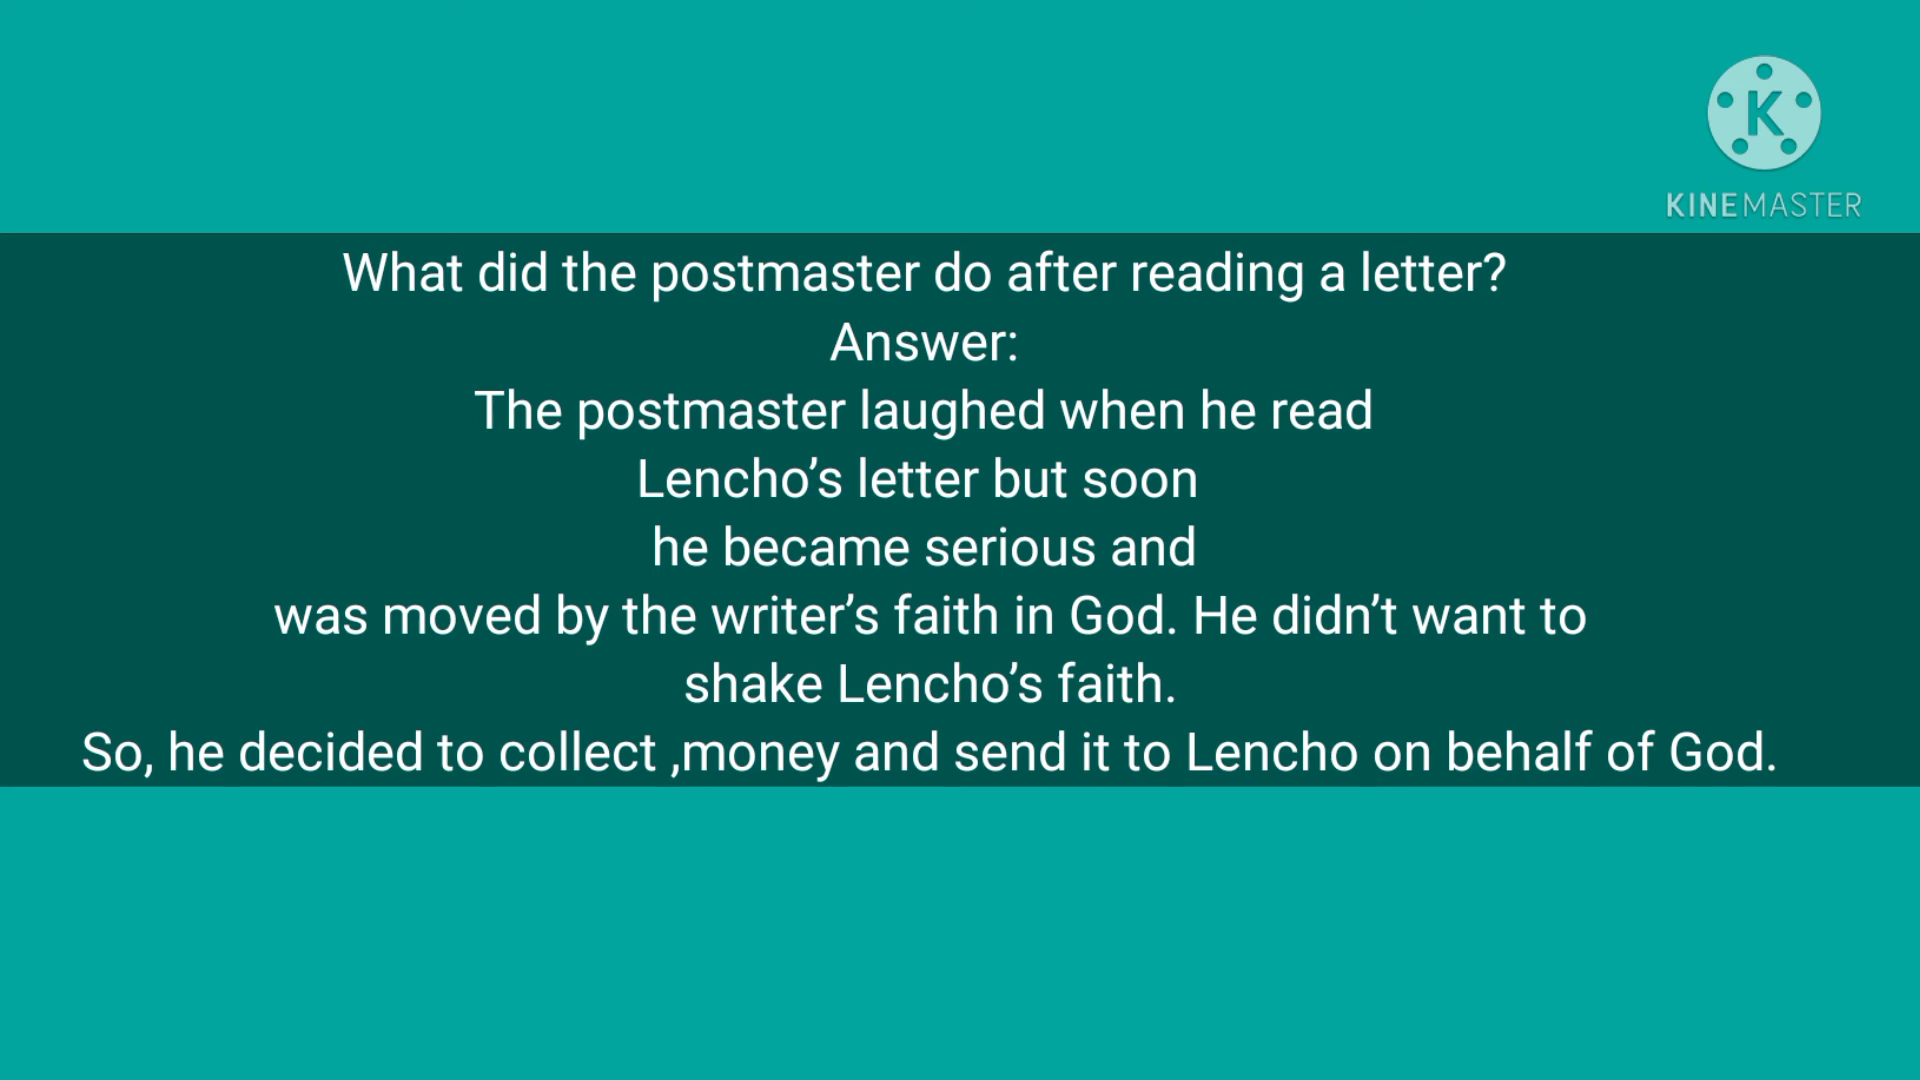 K
KINEMASTER
What did the postmaster do after reading a letter?
Answer:
The postmaster laughed when he read
Lencho’s letter but soon
he became serious and
was moved by the writer’s faith in God. He didn’t want to
shake Lencho’s faith.
So, he decided to collect ,money and send it to Lencho on behalf of God.